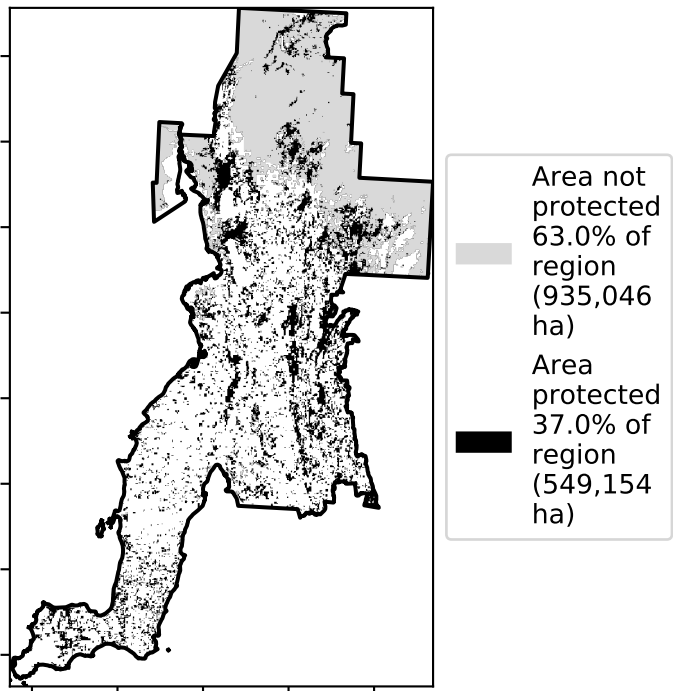 Area not
protected
63.0% of
region
(935,046
ha)
Area
protected
37.0% of
region
(549,154
ha)